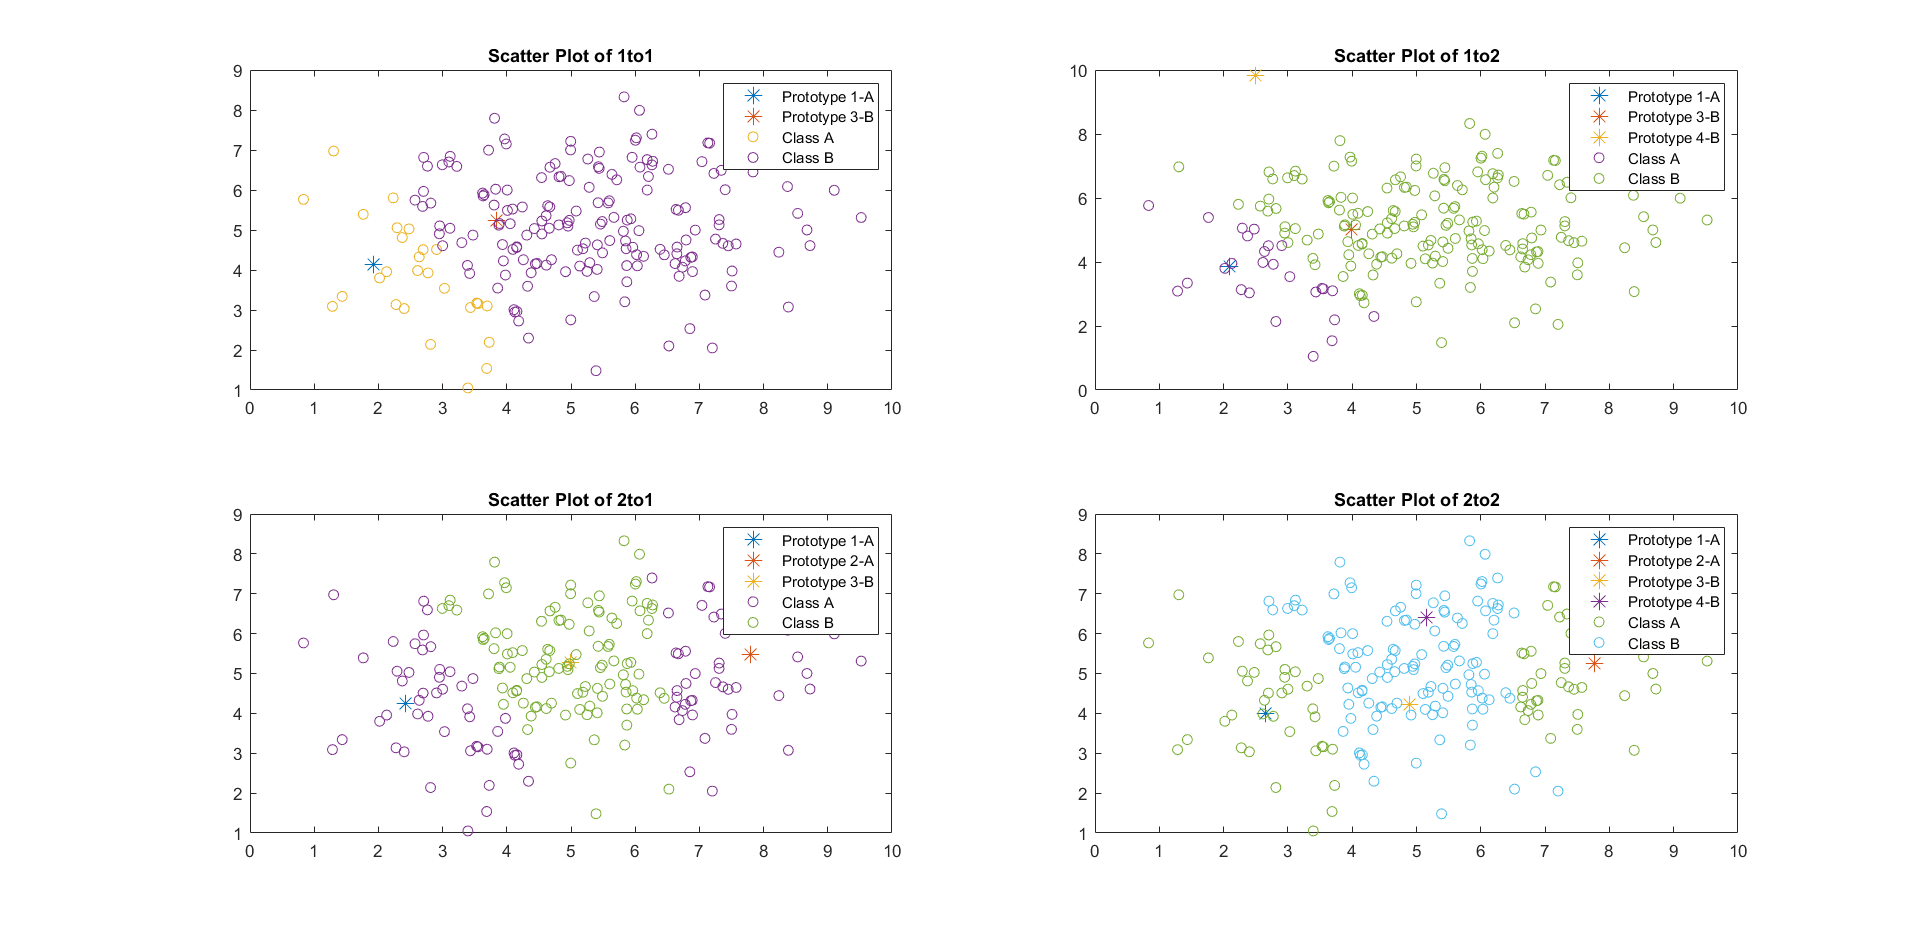 Scatter Plot of 1to1
9
8
7
6
5
4
3
2
1
0 1 2 3 4 5 6 7 8 9 10
Prototype 1-A
Prototype 3-B
Class A
Class B
Scatter Plot of 1to2
10
8
6
4
2
0
0 1 2 3 4 5 6 7 8 9 10
Prototype 1-A
Prototype 3-B
Prototype 4-B
Class A
Class B
Scatter Plot of 2to1
9
8
7
6
5
4
3
2
1
0 1 2 3 4 5 6 7 8 9 10
Prototype 1-A
Prototype 2-A
Prototype 3-B
Class A
Class B
Scatter Plot of 2to2
9
8
7
6
5
4
3
2
1
0 1 2 3 4 5 6 7 8 9 10
Prototype 1-A
Prototype 2-A
Prototype 3-B
Prototype 4-B
Class A
Class B